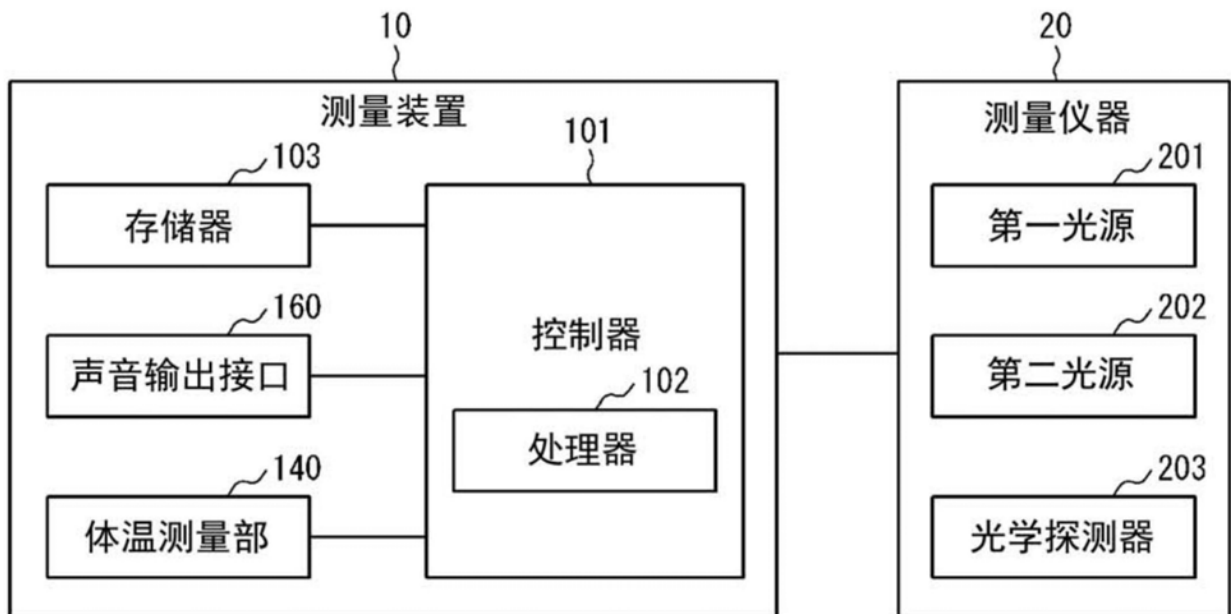 10
测量装置
103
存储器
160
声音输出接口
140
体温测量部
101
控制器
102
处理器
20
测量仪器
201
第一光源
202
第二光源
203
光学探测器